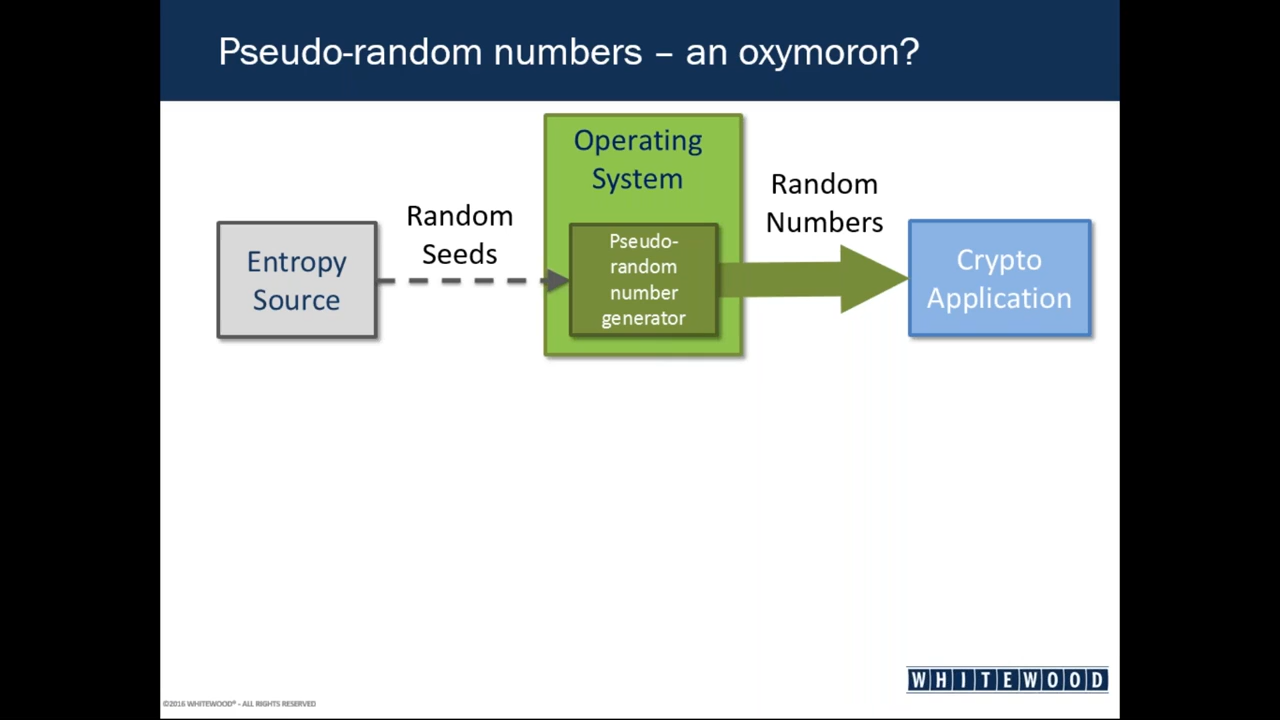 Pseudo-random numbers – an oxymoron?
Operating
System
Random
Numbers
Random
Seeds
Entropy
Source
Pseudo-
random
number
generator
Crypto
Application
WHITEWOOD
©2016 WHITEWOOD® - ALL RIGHTS RESERVED